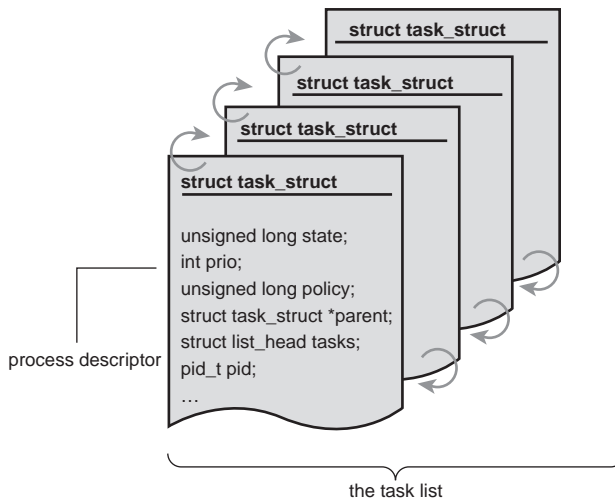 struct task_struct
struct task_struct
struct task_struct
struct task_struct
unsigned long state;
int prio;
unsigned long policy;
struct task_struct *parent;
struct list_head tasks;
pid_t pid;
…
process descriptor
the task list